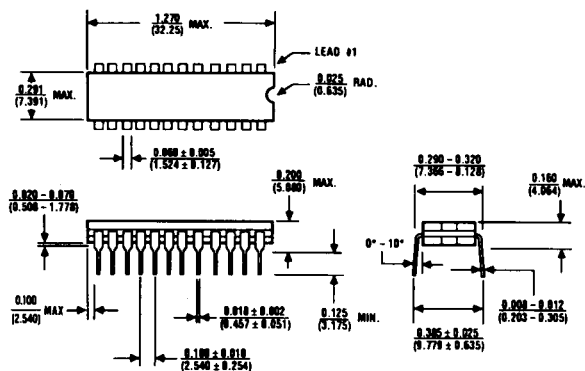 1.270
(32.25) MAX.
LEAD #1
0.291
(7.391) MAX.
0.025
(0.635) RAD.
0.060 ± 0.005
(1.524 ± 0.127)
0.200
(5.080) MAX.
0.290 – 0.320
(7.366 – 8.128)
0.160
(4.064) MAX.
0.020 – 0.070
(0.508 – 1.778)
0° – 10°
0.100
(2.540) MAX
0.018 ± 0.002
(0.457 ± 0.051)
0.125
(3.175) MIN.
0.008 – 0.012
(0.203 – 0.305)
0.100 ± 0.010
(2.540 ± 0.254)
0.385 ± 0.025
(9.779 ± 0.635)